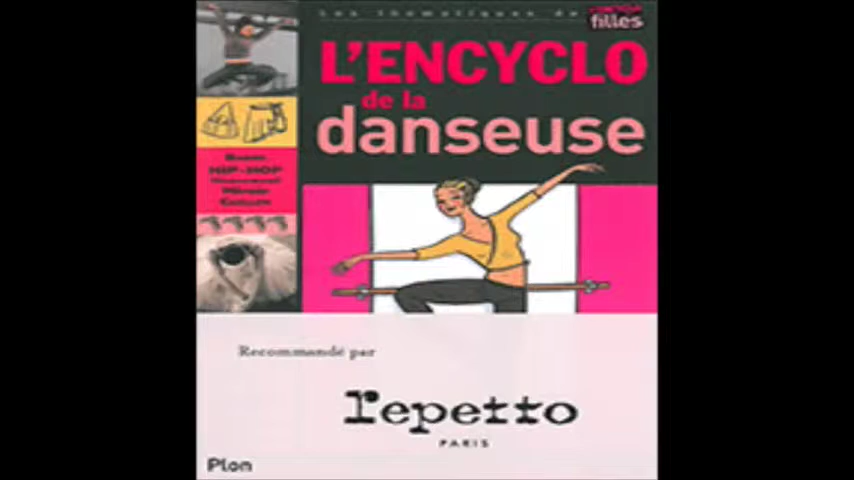 Les thématiques de
filles
L'ENCYCLO
de la
danseuse
HIP-HOP
Recommandé par
repetto
PARIS
Plon